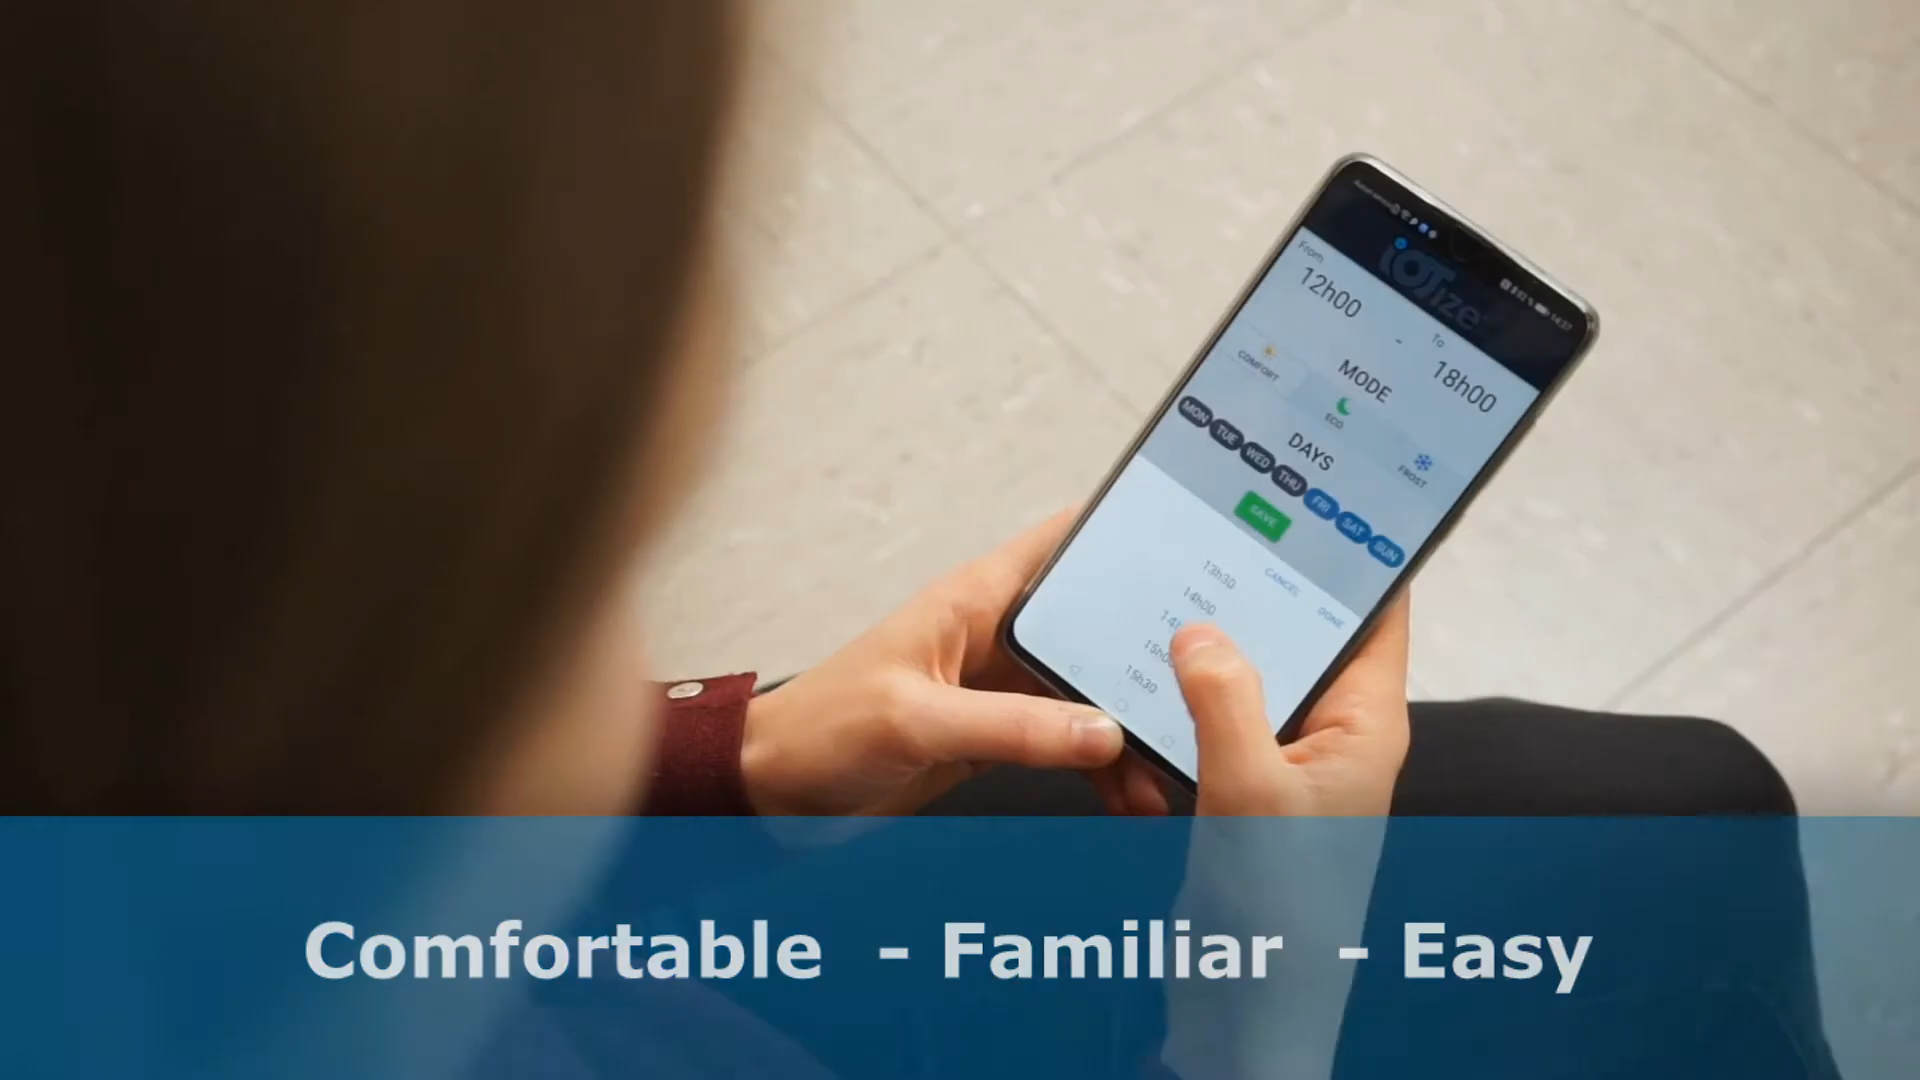 ioTize
From
12h00
-
To
18h00
MODE
COMFORT
ECO
FROST
DAYS
MON TUE WED THU FRI SAT SUN
SAVE
CANCEL DONE
13h30
14h00
15h30
Comfortable - Familiar - Easy